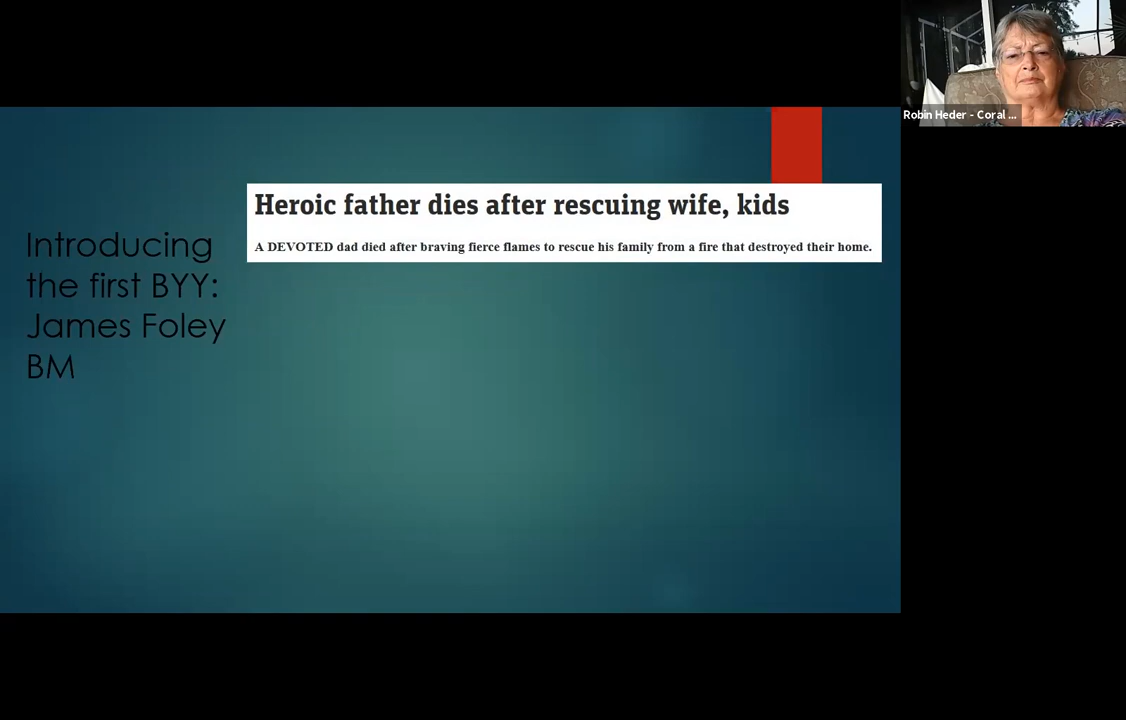 Robin Heder - Coral ...
Heroic father dies after rescuing wife, kids
A DEVOTED dad died after braving fierce flames to rescue his family from a fire that destroyed their home.
Introducing
the first BYY:
James Foley
BM